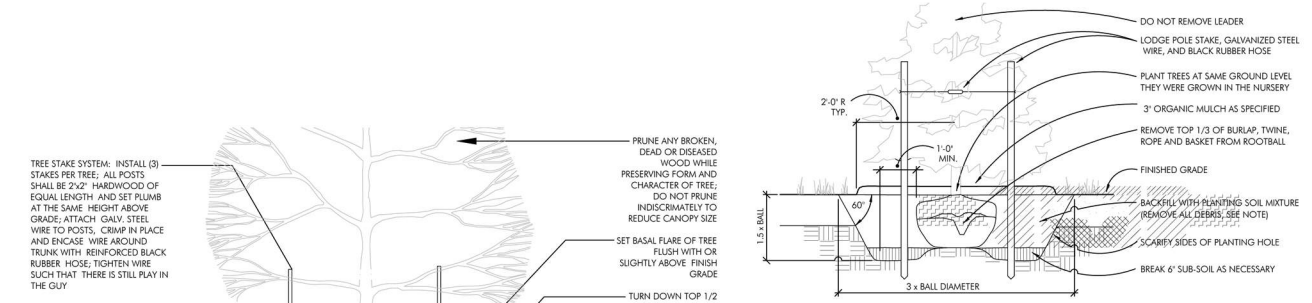 TREE STAKE SYSTEM: INSTALL (3)
STAKES PER TREE; ALL POSTS
SHALL BE 2"x2" HARDWOOD OF
EQUAL LENGTH AND SET PLUMB
AT THE SAME HEIGHT ABOVE
GRADE; ATTACH GALV. STEEL
WIRE TO POSTS, CRIMP IN PLACE
AND ENCASE WIRE AROUND
TRUNK WITH REINFORCED BLACK
RUBBER HOSE; TIGHTEN WIRE
SUCH THAT THERE IS STILL PLAY IN
THE GUY
PRUNE ANY BROKEN,
DEAD OR DISEASED
WOOD WHILE
PRESERVING FORM AND
CHARACTER OF TREE;
DO NOT PRUNE
INDISCRIMATELY TO
REDUCE CANOPY SIZE
SET BASAL FLARE OF TREE
FLUSH WITH OR
SLIGHTLY ABOVE FINISH
GRADE
TURN DOWN TOP 1/2
2'-0" R
TYP.
1'-0"
MIN.
60°
1.5 x BALL
3 x BALL DIAMETER
DO NOT REMOVE LEADER
LODGE POLE STAKE, GALVANIZED STEEL
WIRE, AND BLACK RUBBER HOSE
PLANT TREES AT SAME GROUND LEVEL
THEY WERE GROWN IN THE NURSERY
3" ORGANIC MULCH AS SPECIFIED
REMOVE TOP 1/3 OF BURLAP, TWINE,
ROPE AND BASKET FROM ROOTBALL
FINISHED GRADE
BACKFILL WITH PLANTING SOIL MIXTURE
(REMOVE ALL DEBRIS, SEE NOTE)
SCARIFY SIDES OF PLANTING HOLE
BREAK 6" SUB-SOIL AS NECESSARY